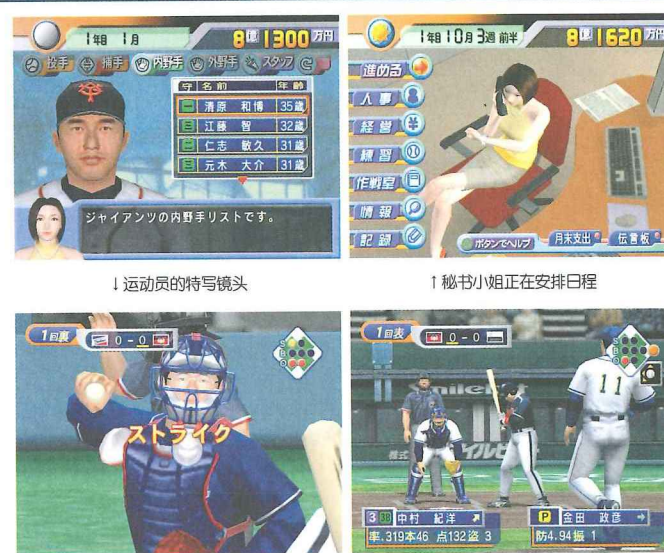 1年目 1月
8億1300万円
投手 捕手 内野手 外野手 スタッフ
守 名前 年齢
一 清原 和博 35歳
三 江藤 智 32歳
二 仁志 敏久 31歳
三 元木 大介 31歳
ジャイアンツの内野手リストです。
1年目10月3週 前半
8億1620万円
進める
人事
経営
練習
作戦室
情報
記録
ボタンでヘルプ
月末支出
伝言板
↓运动员的特写镜头
↑秘书小姐正在安排日程
1回裏
0-0
S
B
O
ストライク
1回表
0-0
S
B
O
11
株式
3 中村 紀洋
率.319本46 点132盗 3
P 金田 政彦
防4.94振 1